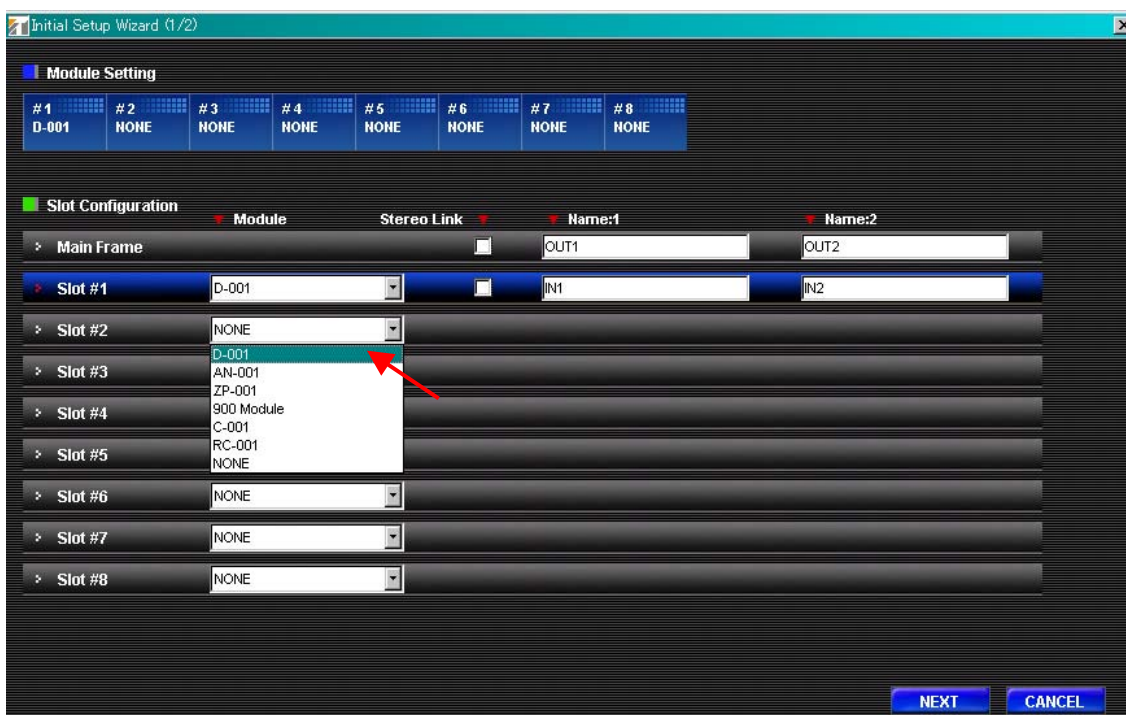 Initial Setup Wizard (1/2)
Module Setting
#1 #2 #3 #4 #5 #6 #7 #8
D-001 NONE NONE NONE NONE NONE NONE NONE
Slot Configuration
Module Stereo Link Name:1 Name:2
Main Frame OUT1 OUT2
Slot #1 D-001 IN1 IN2
Slot #2 NONE
D-001
Slot #3 AN-001
ZP-001
Slot #4 900 Module
C-001
Slot #5 RC-001
NONE
Slot #6 NONE
Slot #7 NONE
Slot #8 NONE
NEXT CANCEL